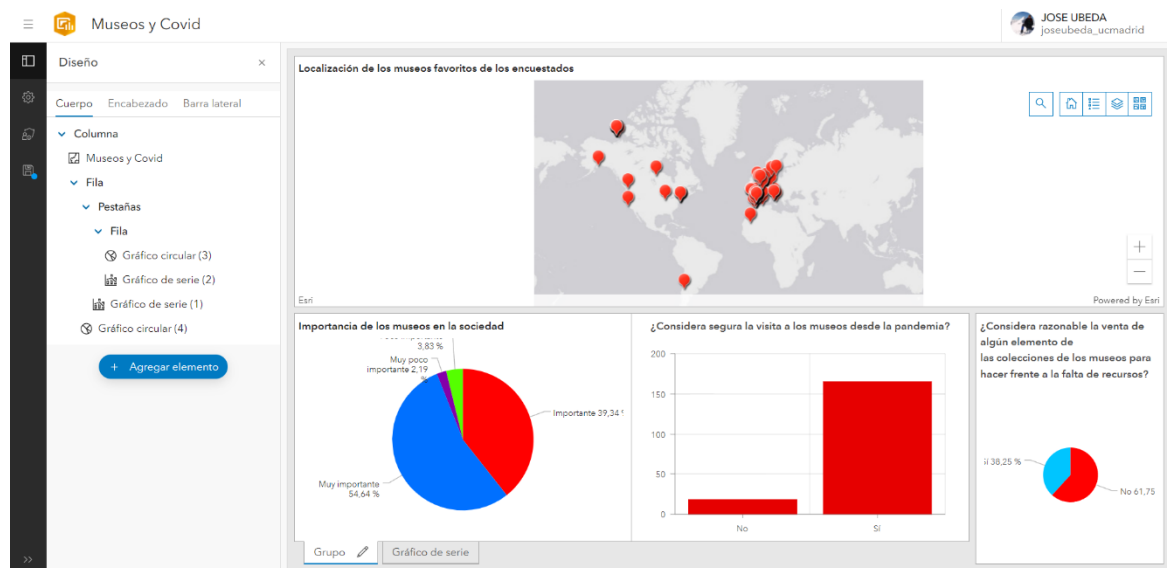 Museos y Covid
JOSE UBEDA
joseubeda_ucmadrid
Diseño
Cuerpo Encabezado Barra lateral
Columna
Museos y Covid
Fila
Pestañas
Fila
Gráfico circular (3)
Gráfico de serie (2)
Gráfico de serie (1)
Gráfico circular (4)
+ Agregar elemento
Localización de los museos favoritos de los encuestados
Esri
Powered by Esri
Importancia de los museos en la sociedad
3,83 %
Muy poco
importante 2,19
%
Importante 39,34
Muy importante
54,64 %
¿Considera segura la visita a los museos desde la pandemia?
200
150
100
50
0
No
Sí
¿Considera razonable la venta de
algún elemento de
las colecciones de los museos para
hacer frente a la falta de recursos?
38,25 %
No 61,75
Grupo
Gráfico de serie